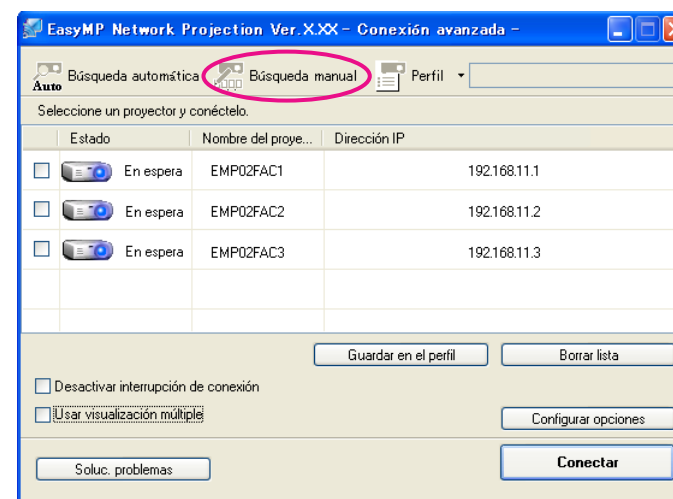 EasyMP Network Projection Ver.X.XX - Conexión avanzada -
Auto Búsqueda automática Búsqueda manual Perfil
Seleccione un proyector y conéctelo.
Estado Nombre del proye... Dirección IP
En espera EMP02FAC1 192.168.11.1
En espera EMP02FAC2 192.168.11.2
En espera EMP02FAC3 192.168.11.3
Guardar en el perfil Borrar lista
Desactivar interrupción de conexión
Usar visualización múltiple
Configurar opciones
Soluc. problemas Conectar